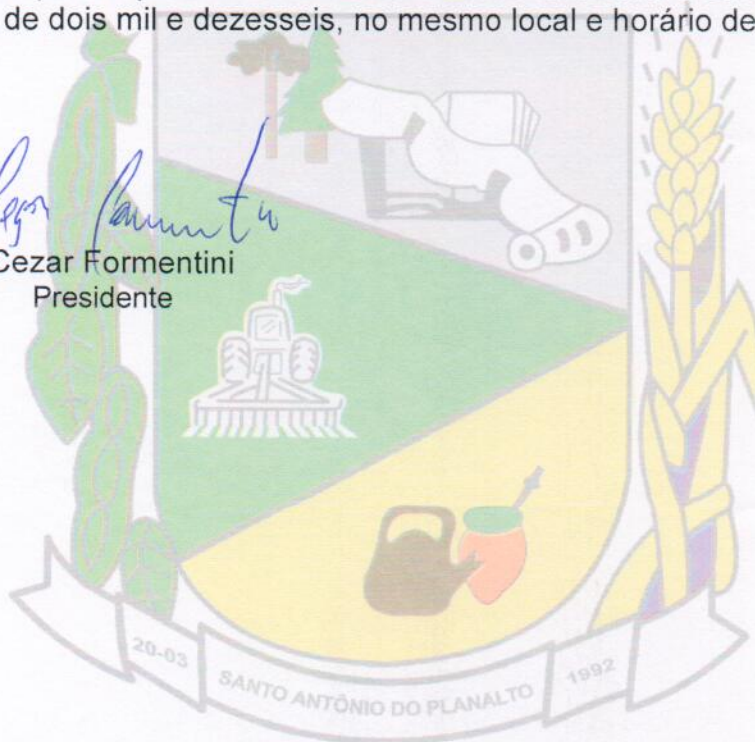 de dois mil e dezesseis, no mesmo local e horário de
Cezar Formentini
Presidente
20-03
SANTO ANTÔNIO DO PLANALTO
1992